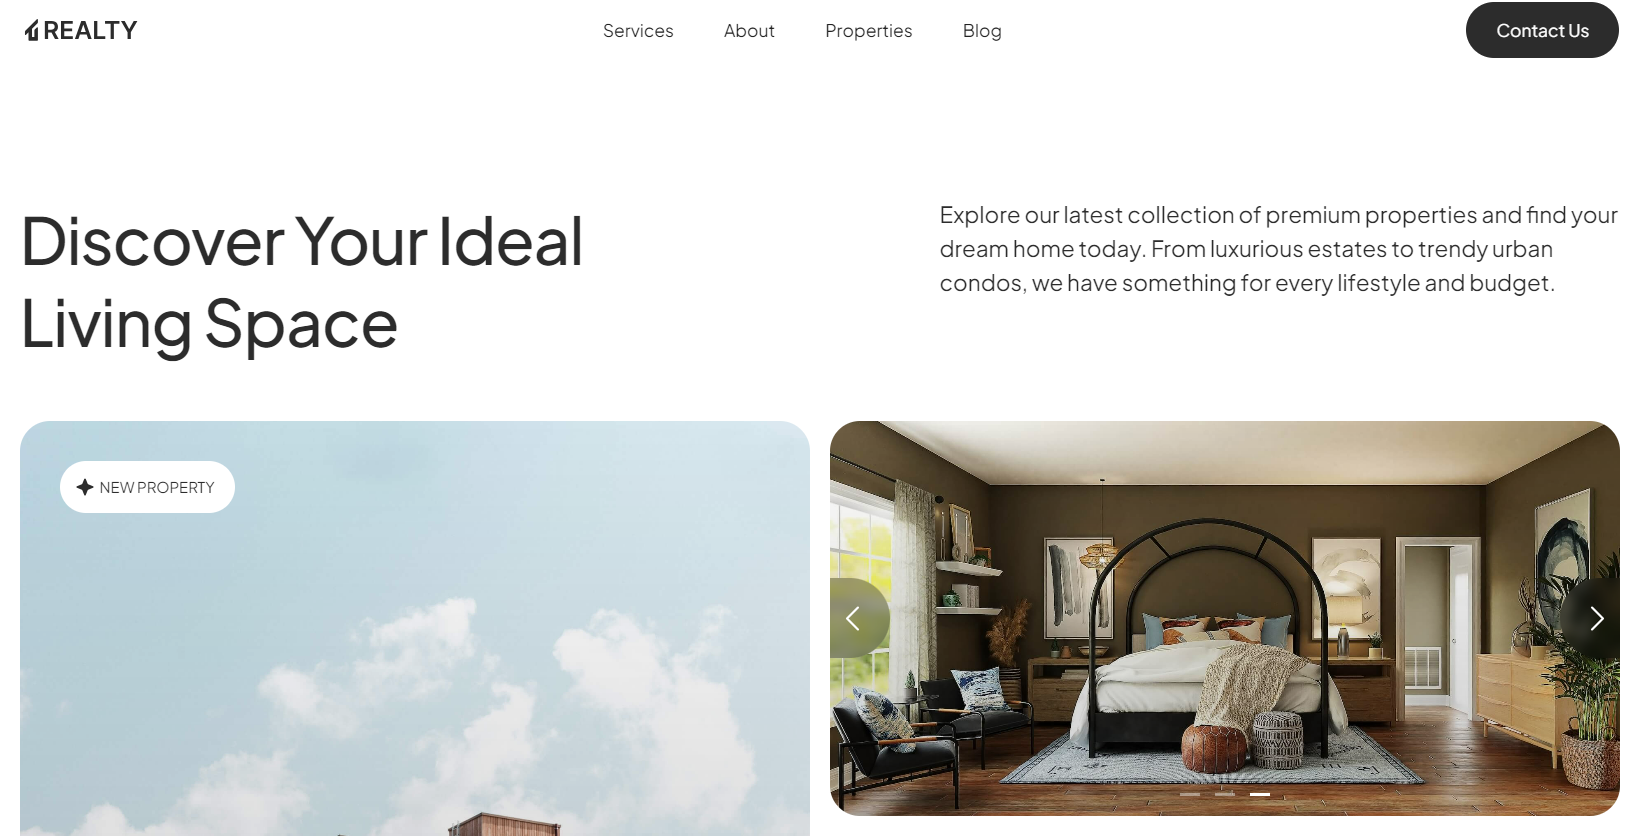 REALTY
Services
About
Properties
Blog
Contact Us
Discover Your Ideal
Living Space
Explore our latest collection of premium properties and find your
dream home today. From luxurious estates to trendy urban
condos, we have something for every lifestyle and budget.
NEW PROPERTY